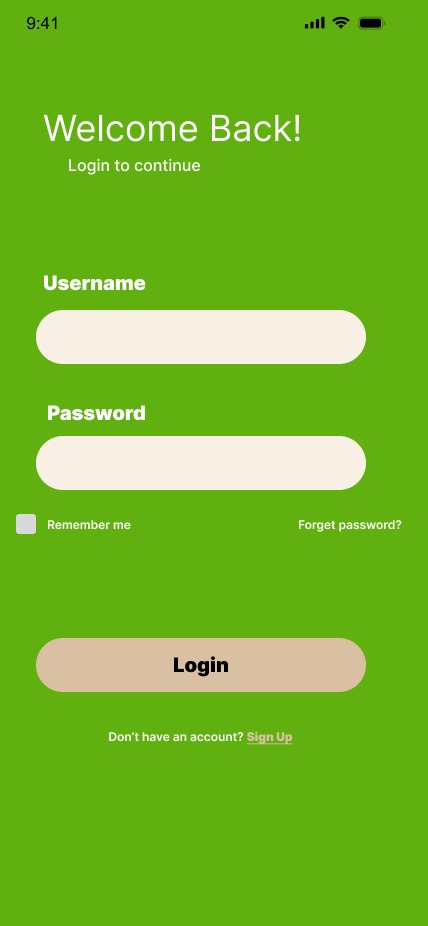 9:41
Welcome Back!
Login to continue
Username
Password
Remember me
Forget password?
Login
Don’t have an account? Sign Up